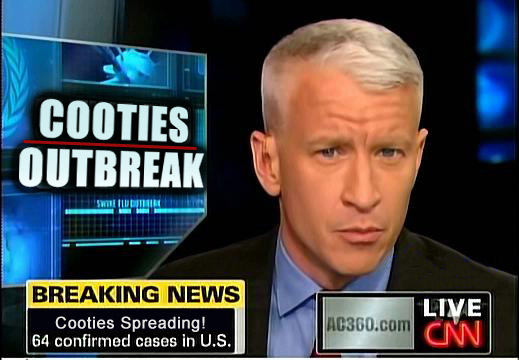 COOTIES
OUTBREAK
SWINE FLU OUTBREAK
BREAKING NEWS
Cooties Spreading!
64 confirmed cases in U.S.
AC360.com
LIVE
CNN